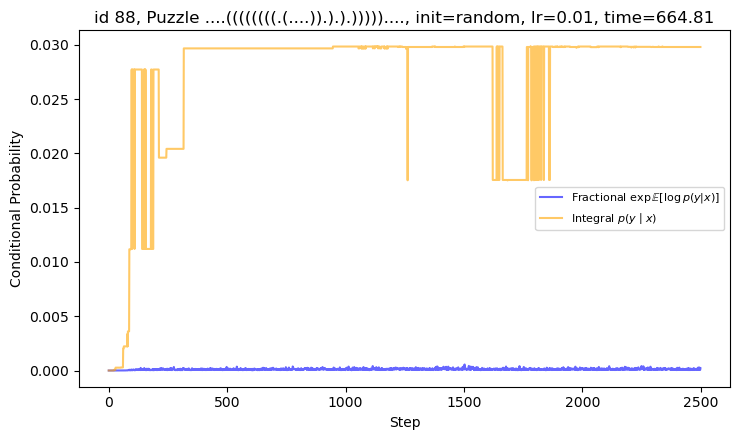 id 88, Puzzle ....((((((((.(....)).).).)))))...., init=random, lr=0.01, time=664.81
Conditional Probability
0.030
0.025
0.020
0.015
0.010
0.005
0.000
Fractional exp𝔼[log p(y|x)]
Integral p(y | x)
0
500
1000
1500
2000
2500
Step